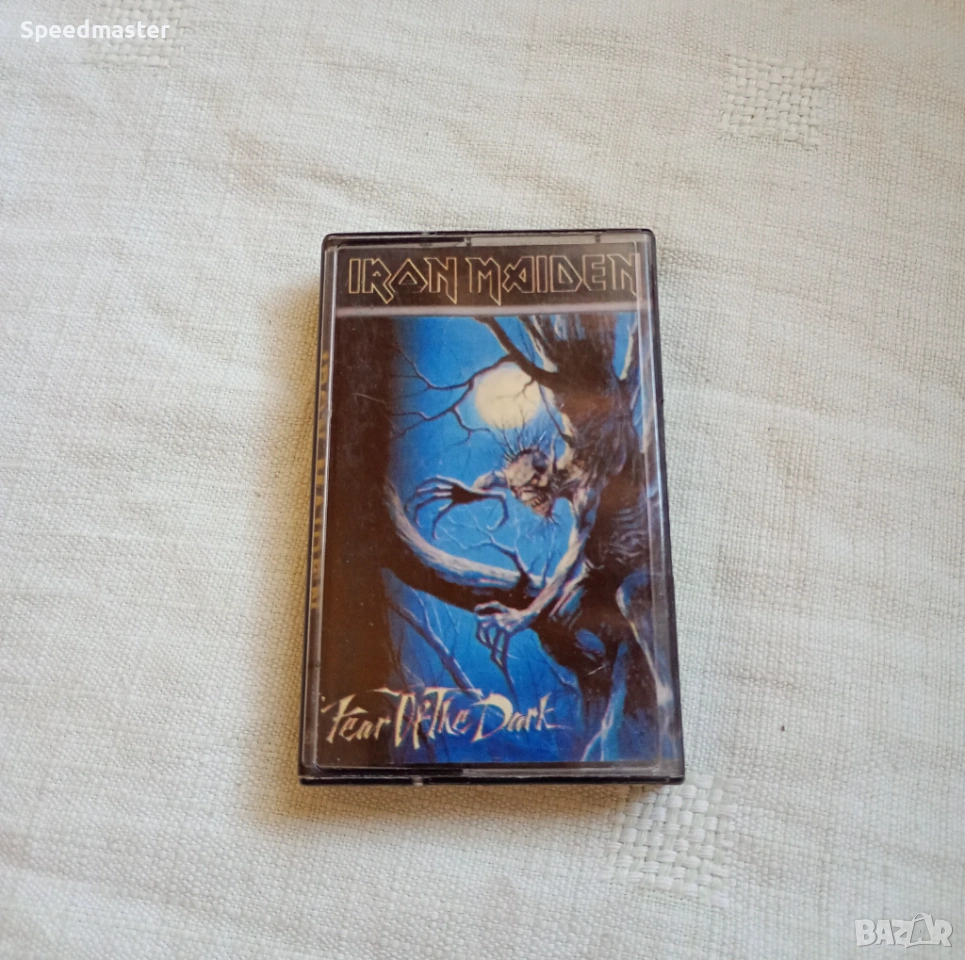 Speedmaster
IRON MAIDEN
Fear Of The Dark
BAZAR